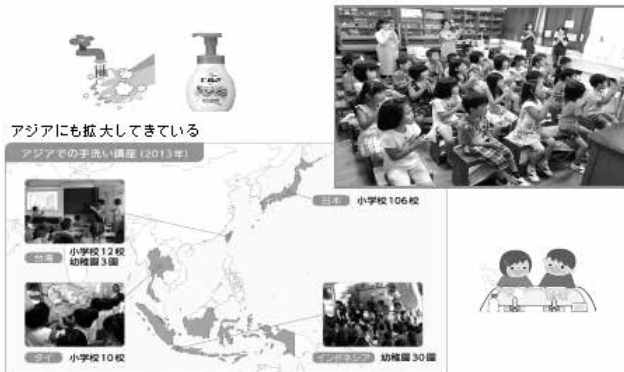 アジアにも拡大してきている
アジアでの手洗い講座（2013年）
日本 小学校106校
台湾 小学校12校
幼稚園3園
タイ 小学校10校
インドネシア 幼稚園30園